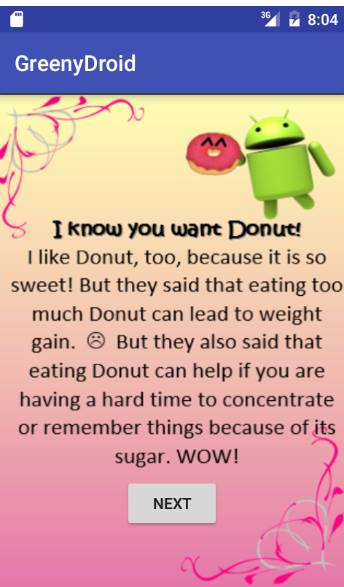 3G 8:04
GreenyDroid
I know you want Donut!
I like Donut, too, because it is so
sweet! But they said that eating too
much Donut can lead to weight
gain. ☹ But they also said that
eating Donut can help if you are
having a hard time to concentrate
or remember things because of its
sugar. WOW!
NEXT